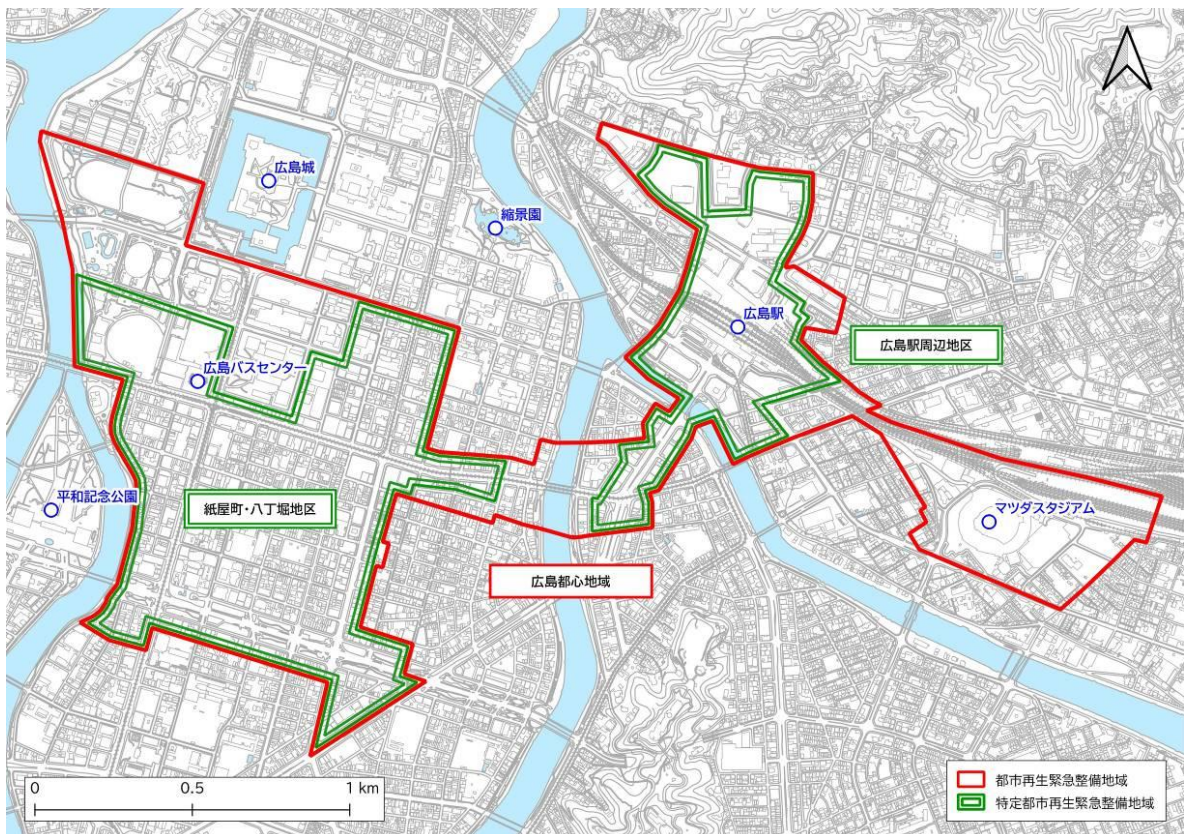 広島城
縮景園
広島駅
広島駅周辺地区
広島バスセンター
平和記念公園
紙屋町・八丁堀地区
マツダスタジアム
広島都心地域
0
0.5
1 km
都市再生緊急整備地域
特定都市再生緊急整備地域